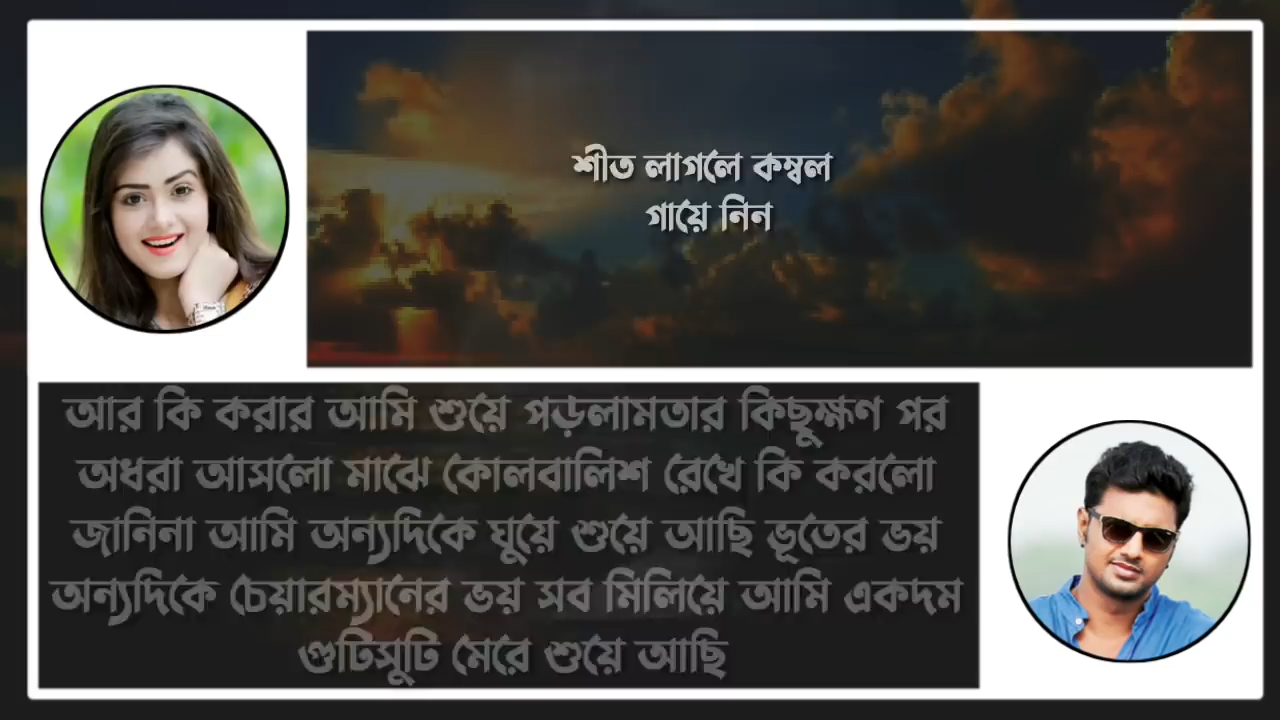 শীত লাগলে কম্বল
গায়ে নিন
আর কি করার আমি শুয়ে পড়লামতার কিছুক্ষণ পর
অধরা আসলো মাঝে কোলবালিশ রেখে কি করলো
জানিনা আমি অন্যদিকে ঘুয়ে শুয়ে আছি ভূতের ভয়
অন্যদিকে চেয়ারম্যানের ভয় সব মিলিয়ে আমি একদম
গুটিসুটি মেরে শুয়ে আছি